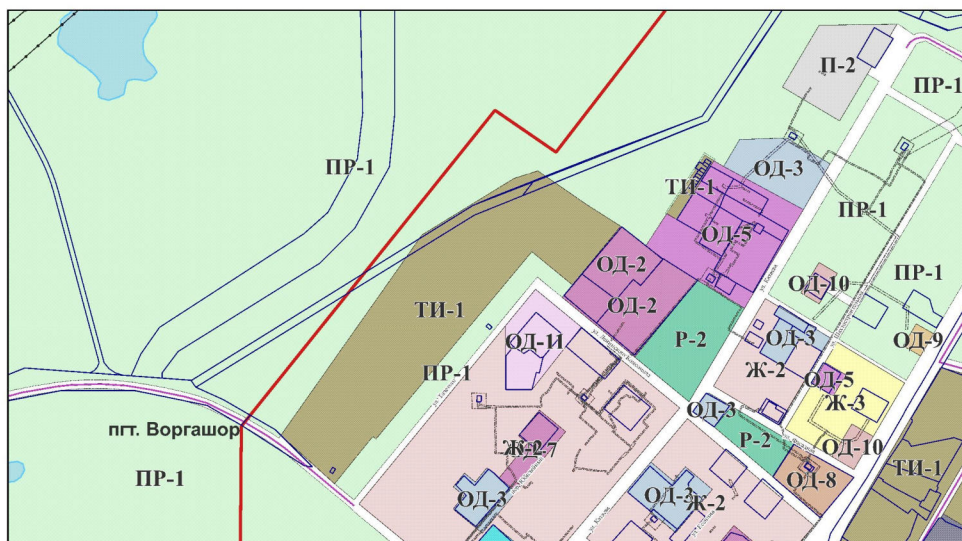 П-2
ПР-1
ПР-1
ОД-3
ТИ-1
ПР-1
ОД-5
ОД-2
ПР-1
ОД-10
ТИ-1
ОД-2
Р-2
ОД-3
ОД-9
ОД-11
Ж-2
ПР-1
ОД-5
Ж-3
ОД-3
пгт. Воргашор
Р-2
ОД-10
Ж-2
ПР-1
ТИ-1
ОД-8
ОД-3
ОД-3
Ж-2